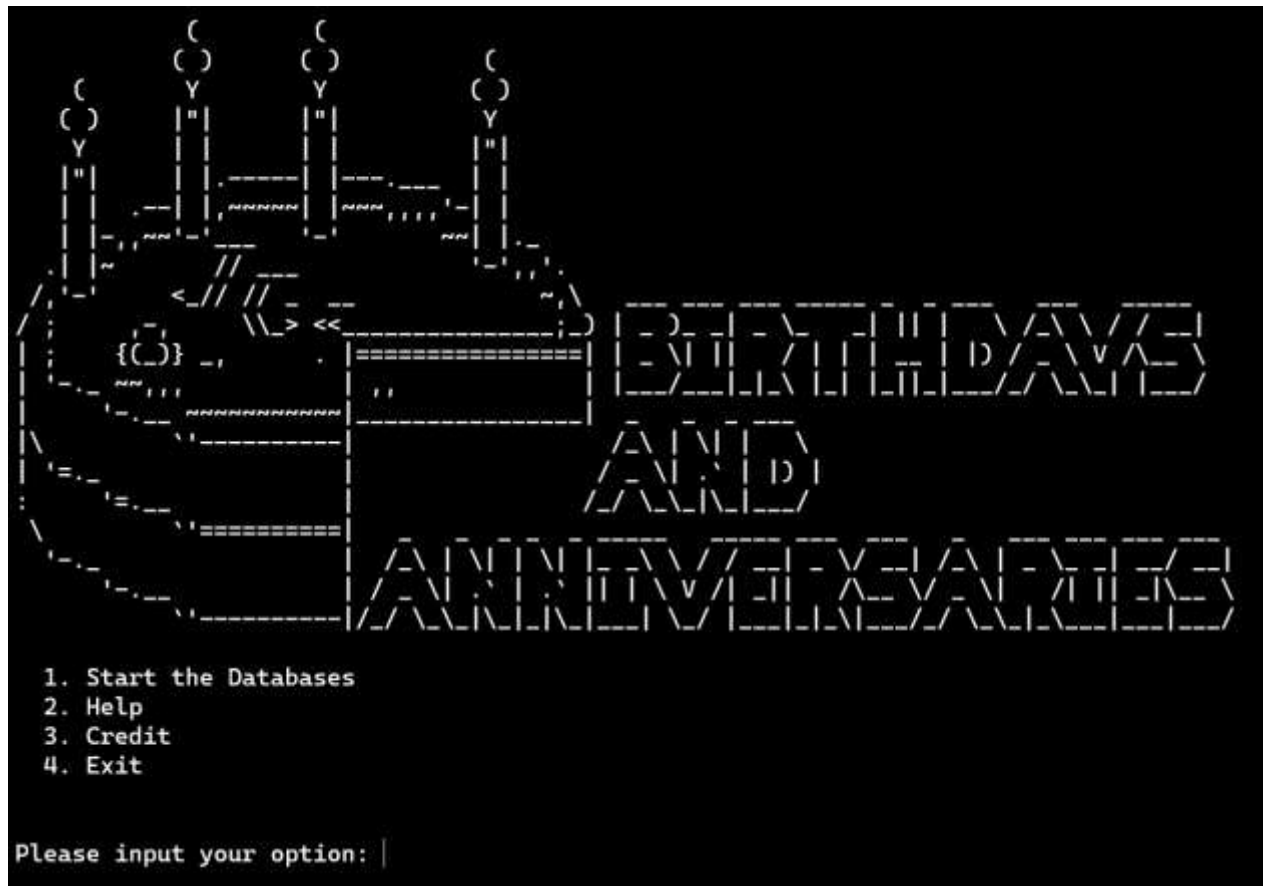 BIRTHDAYS
AND
ANNIVERSARIES
1. Start the Databases
2. Help
3. Credit
4. Exit
Please input your option: